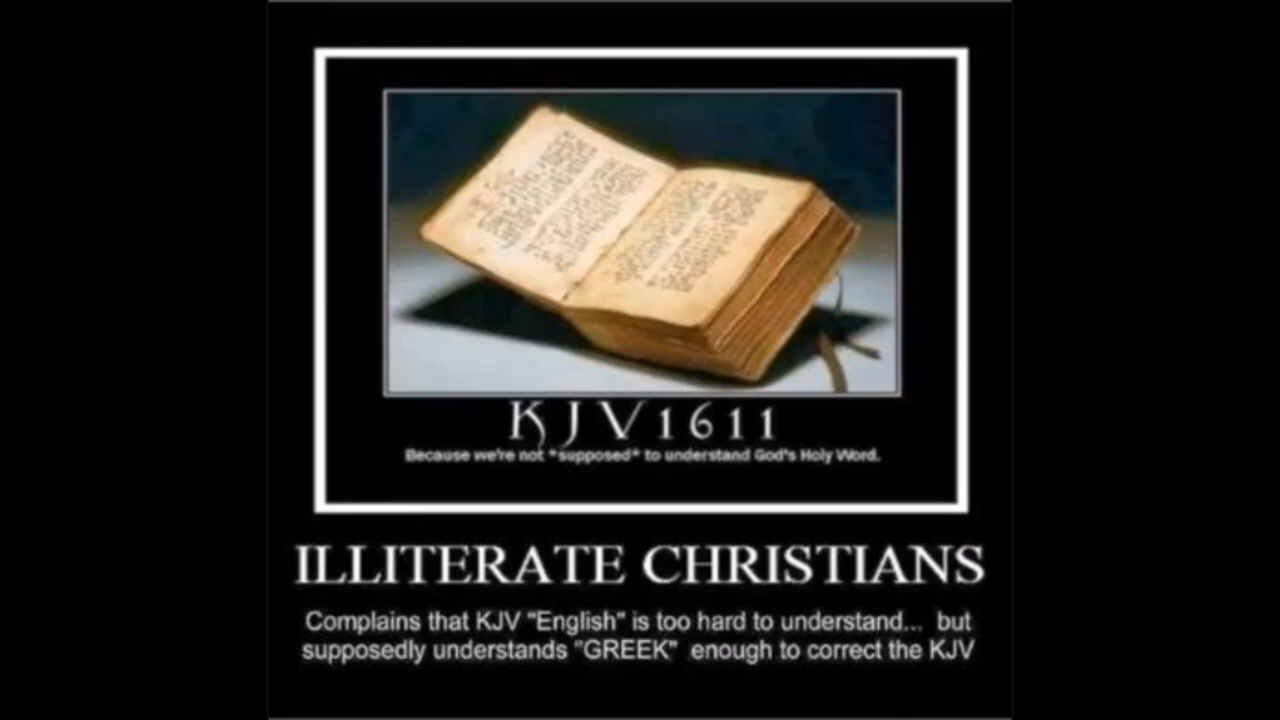 KJV1611
Because we're not *supposed* to understand God's Holy Word.
ILLITERATE CHRISTIANS
Complains that KJV "English" is too hard to understand... but
supposedly understands "GREEK" enough to correct the KJV